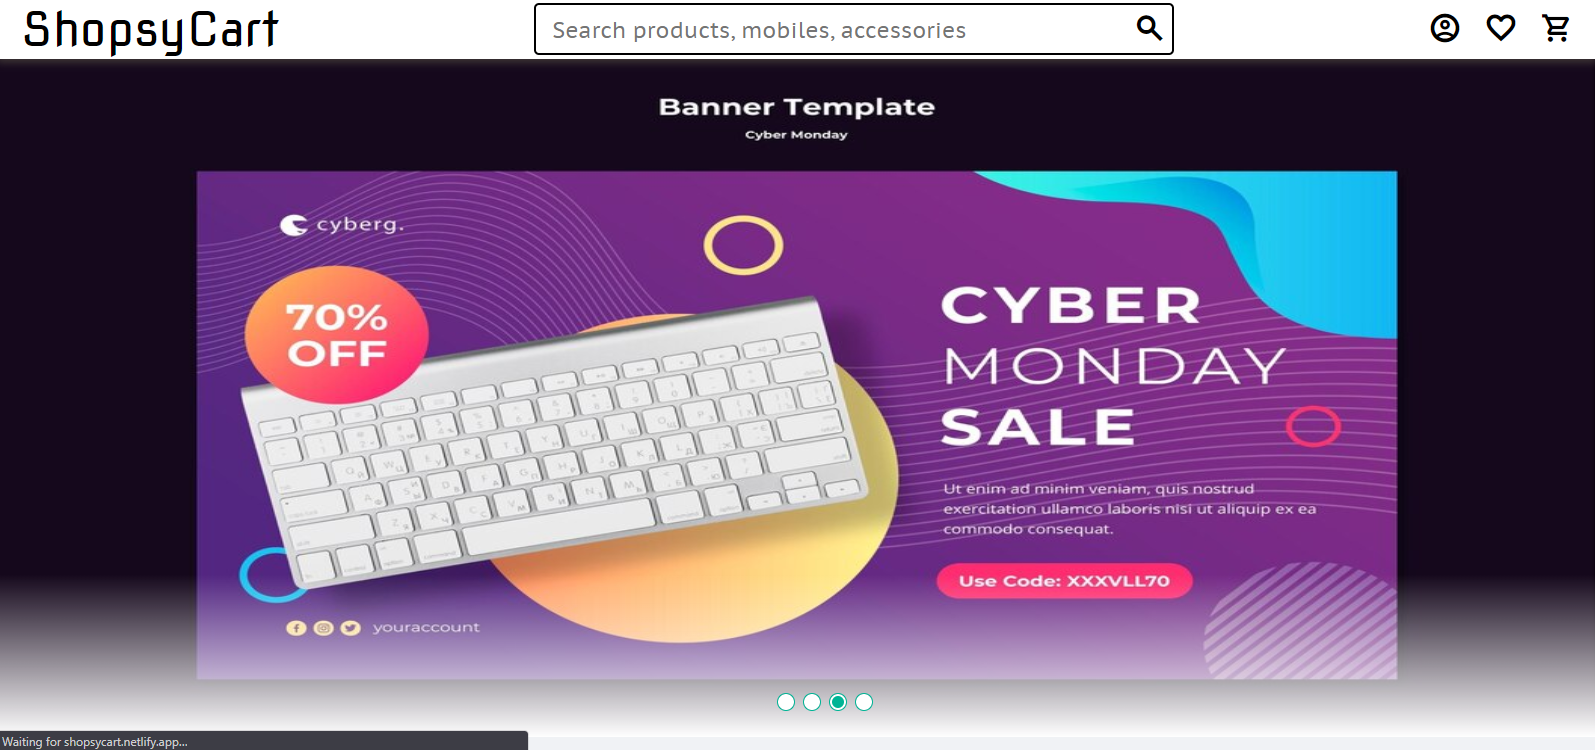 ShopsyCart
Search products, mobiles, accessories
Banner Template
Cyber Monday
cyberg.
70%
OFF
CYBER
MONDAY
SALE
Ut enim ad minim veniam, quis nostrud
exercitation ullamco laboris nisi ut aliquip ex ea
commodo consequat.
Use Code: XXXVLL70
youraccount
Waiting for shopsycart.netlify.app...